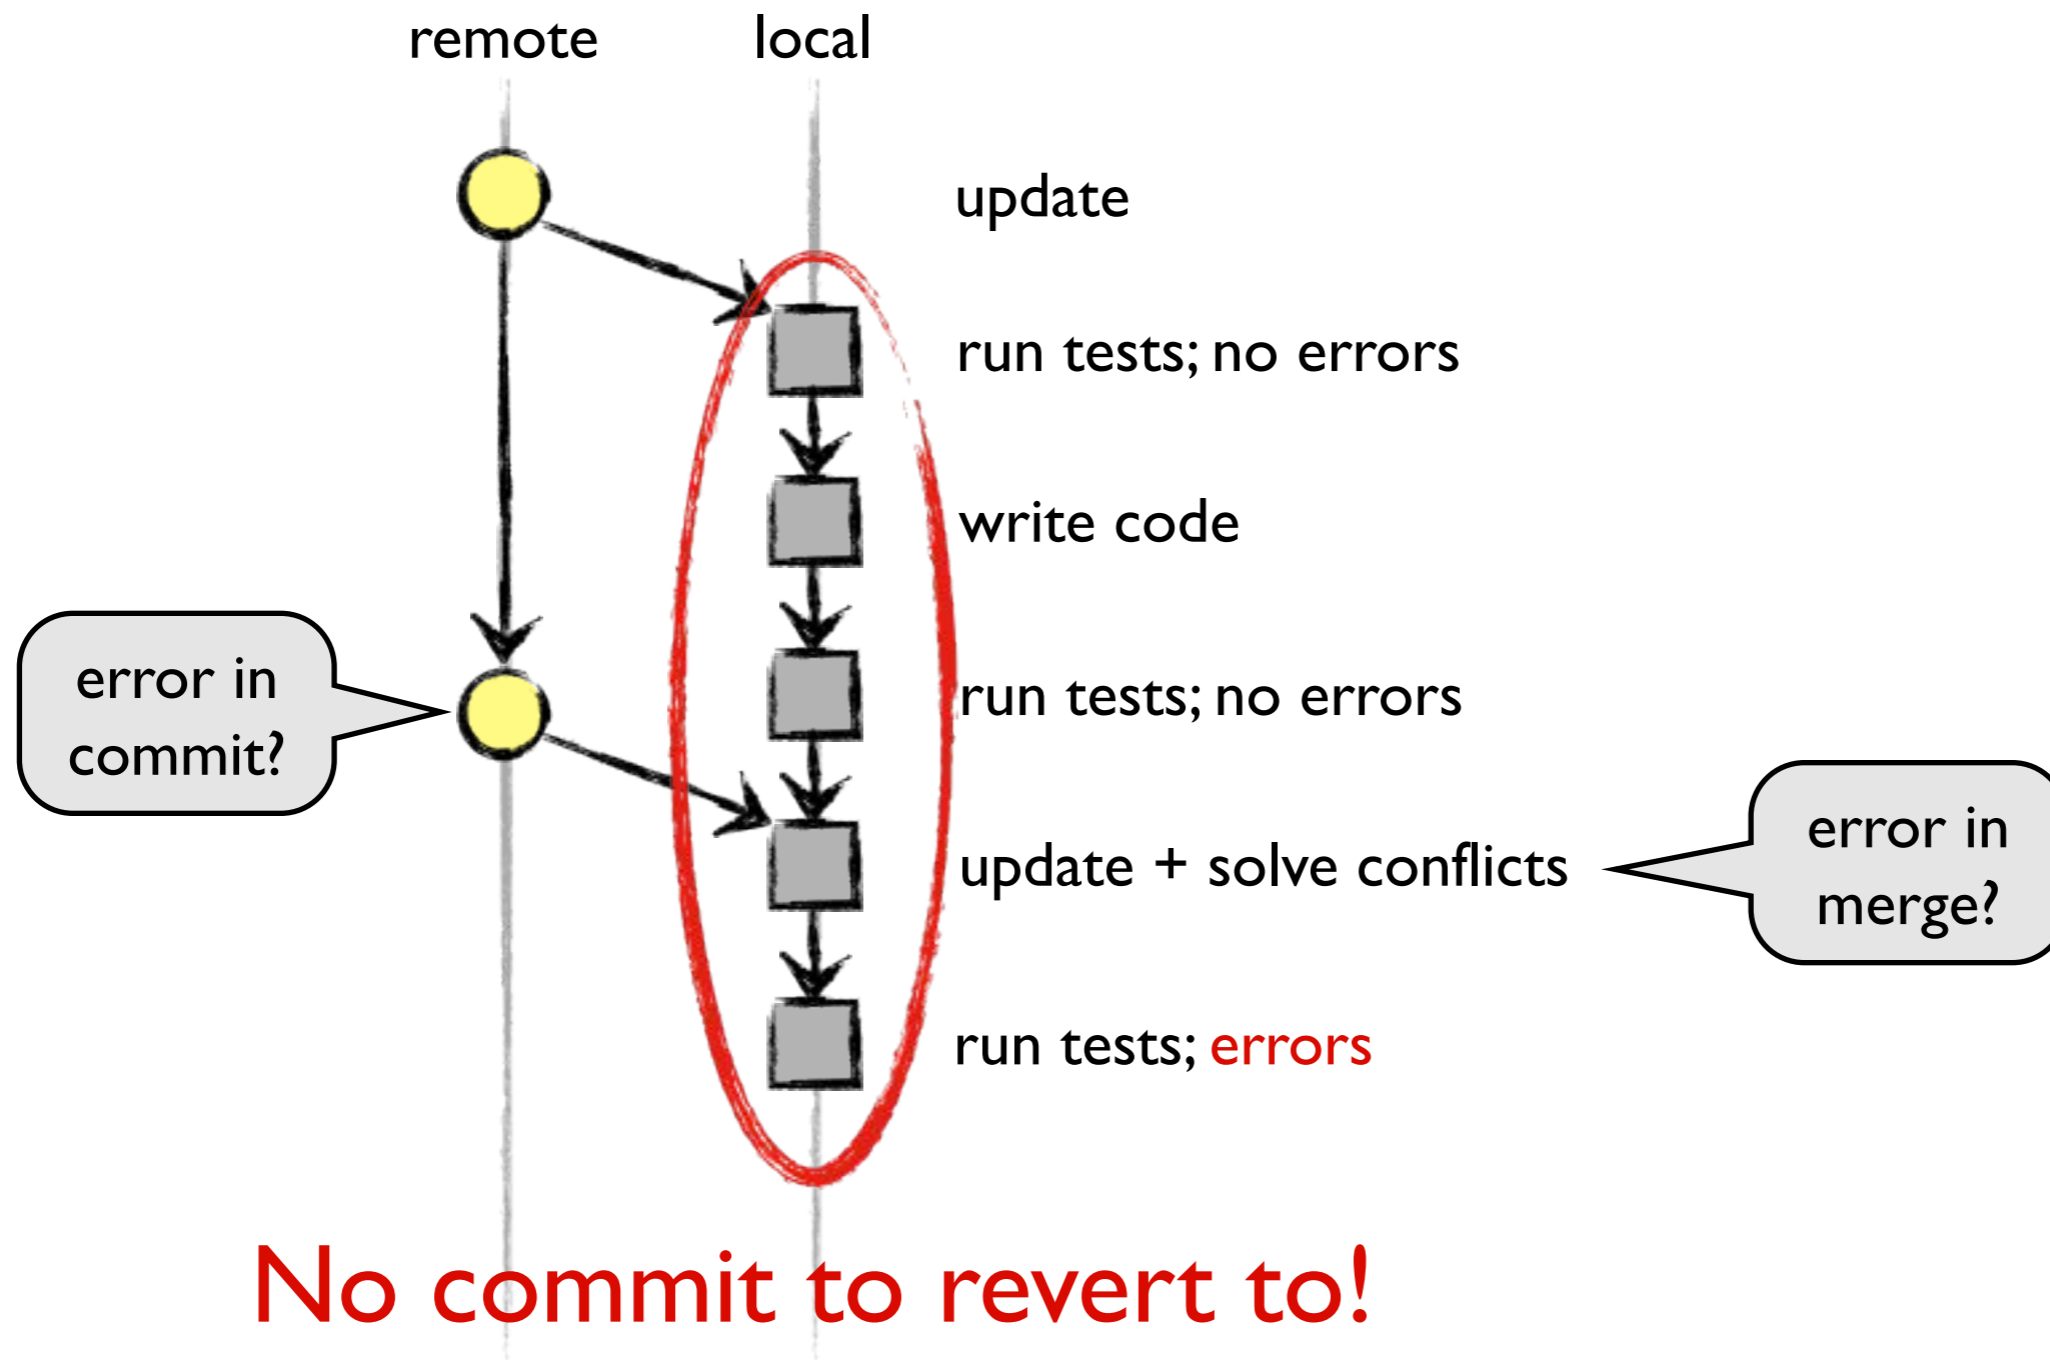 remote
local
update
run tests; no errors
write code
error in
commit?
run tests; no errors
update + solve conflicts
error in
merge?
run tests; errors
No commit to revert to!